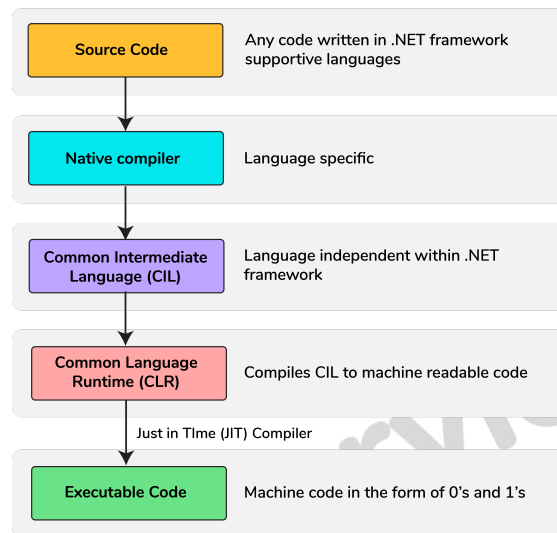 Source Code
Any code written in .NET framework
supportive languages
Native compiler
Language specific
Common Intermediate
Language (CIL)
Language independent within .NET
framework
Common Language
Runtime (CLR)
Compiles CIL to machine readable code
Just in TIme (JIT) Compiler
Executable Code
Machine code in the form of 0’s and 1’s